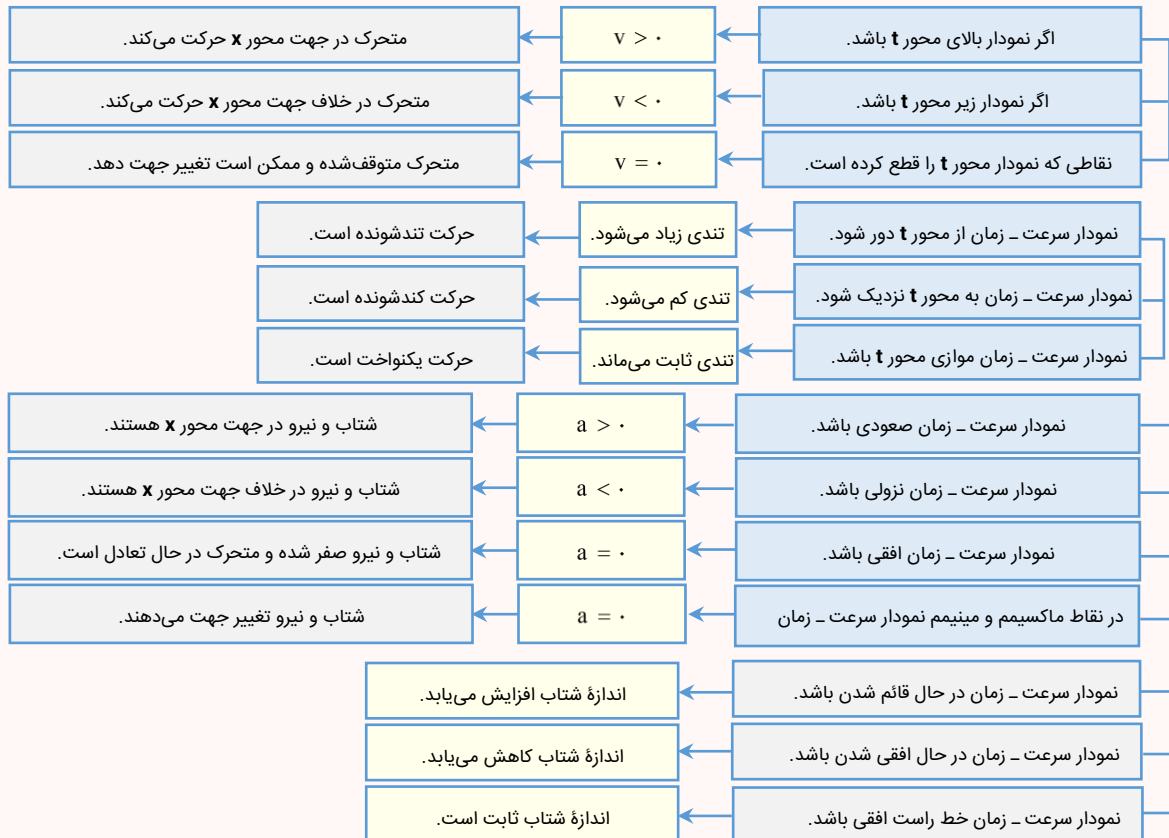 اگر نمودار بالای محور t باشد. v > ۰ متحرک در جهت محور x حرکت می‌کند.
اگر نمودار زیر محور t باشد. v < ۰ متحرک در خلاف جهت محور x حرکت می‌کند.
نقاطی که نمودار محور t را قطع کرده است. v = ۰ متحرک متوقف‌شده و ممکن است تغییر جهت دهد.
نمودار سرعت ـ زمان از محور t دور شود. تندی زیاد می‌شود. حرکت تندشونده است.
نمودار سرعت ـ زمان به محور t نزدیک شود. تندی کم می‌شود. حرکت کندشونده است.
نمودار سرعت ـ زمان موازی محور t باشد. تندی ثابت می‌ماند. حرکت یکنواخت است.
نمودار سرعت ـ زمان صعودی باشد. a > ۰ شتاب و نیرو در جهت محور x هستند.
نمودار سرعت ـ زمان نزولی باشد. a < ۰ شتاب و نیرو در خلاف جهت محور x هستند.
نمودار سرعت ـ زمان افقی باشد. a = ۰ شتاب و نیرو صفر شده و متحرک در حال تعادل است.
در نقاط ماکسیمم و مینیمم نمودار سرعت ـ زمان a = ۰ شتاب و نیرو تغییر جهت می‌دهند.
نمودار سرعت ـ زمان در حال قائم شدن باشد. اندازهٔ شتاب افزایش می‌یابد.
نمودار سرعت ـ زمان در حال افقی شدن باشد. اندازهٔ شتاب کاهش می‌یابد.
نمودار سرعت ـ زمان خط راست افقی باشد. اندازهٔ شتاب ثابت است.